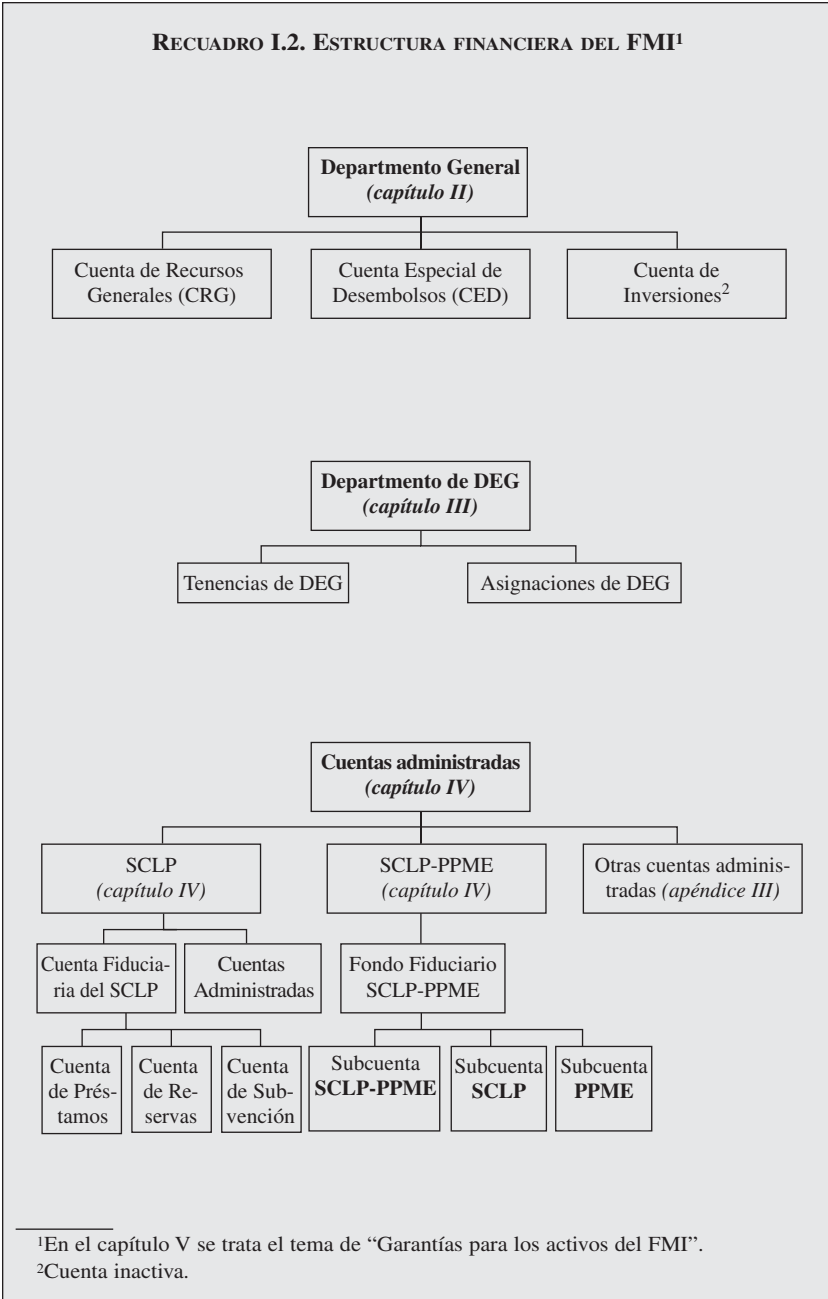 RECUADRO I.2. ESTRUCTURA FINANCIERA DEL FMI¹
Departmento General
(capítulo II)
Cuenta de Recursos
Generales (CRG)
Cuenta Especial de
Desembolsos (CED)
Cuenta de
Inversiones²
Departmento de DEG
(capítulo III)
Tenencias de DEG
Asignaciones de DEG
Cuentas administradas
(capítulo IV)
SCLP
(capítulo IV)
SCLP-PPME
(capítulo IV)
Otras cuentas adminis-
tradas (apéndice III)
Cuenta Fiducia-
ria del SCLP
Cuentas
Administradas
Fondo Fiduciario
SCLP-PPME
Cuenta
de Prés-
tamos
Cuenta
de Re-
servas
Cuenta
de Sub-
vención
Subcuenta
SCLP-PPME
Subcuenta
SCLP
Subcuenta
PPME
¹En el capítulo V se trata el tema de “Garantías para los activos del FMI”.
²Cuenta inactiva.